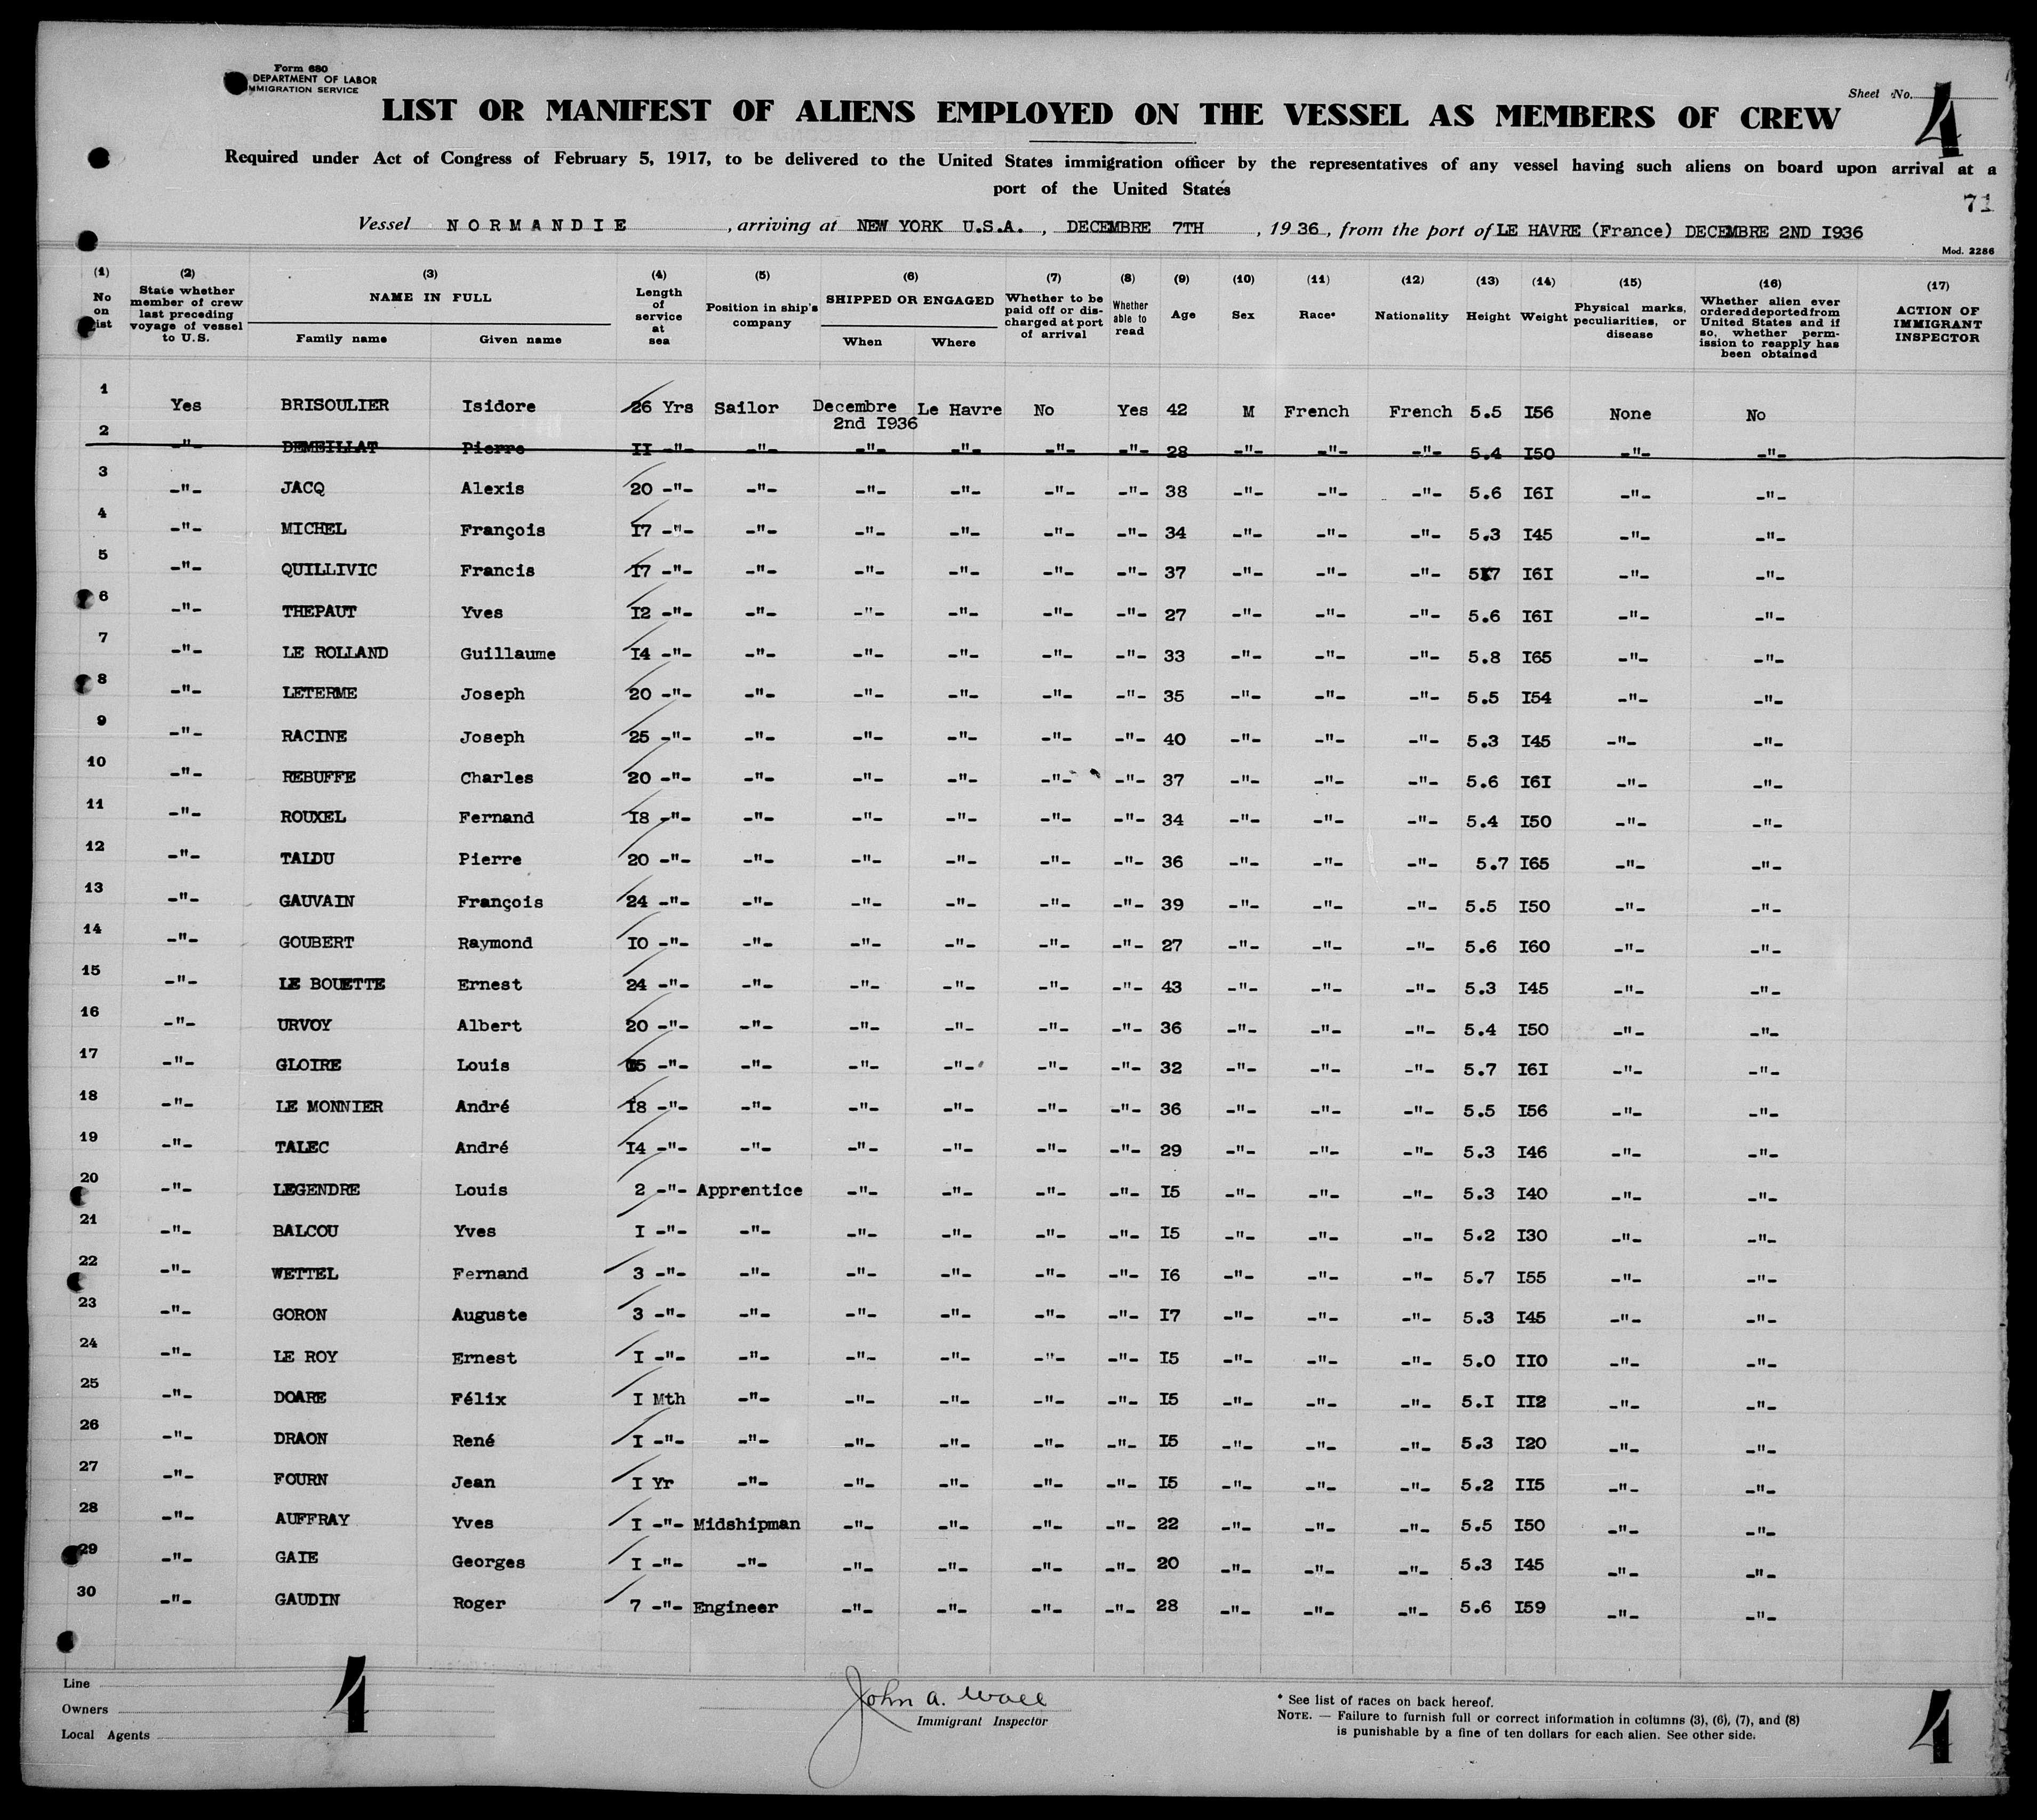 Form 680
DEPARTMENT OF LABOR
IMMIGRATION SERVICE
Sheet No. 4
LIST OR MANIFEST OF ALIENS EMPLOYED ON THE VESSEL AS MEMBERS OF CREW
Required under Act of Congress of February 5, 1917, to be delivered to the United States immigration officer by the representatives of any vessel having such aliens on board upon arrival at a
port of the United States
71
Vessel NORMANDIE, arriving at NEW YORK U.S.A., DECEMBRE 7TH, 1936, from the port of LE HAVRE (France) DECEMBRE 2ND I936
Mod. 2286
(1) No on list (2) State whether member of crew last preceding voyage of vessel to U.S. (3) NAME IN FULL Family name Given name (4) Length of service at sea (5) Position in ship's company (6) SHIPPED OR ENGAGED When Where (7) Whether to be paid off or discharged at port of arrival (8) Whether able to read (9) Age (10) Sex (11) Race* (12) Nationality (13) Height (14) Weight (15) Physical marks, peculiarities, or disease (16) Whether alien ever ordered deported from United States and if so, whether permission to reapply has been obtained (17) ACTION OF IMMIGRANT INSPECTOR
1 Yes BRISOULIER Isidore 26 Yrs Sailor Decembre 2nd I936 Le Havre No Yes 42 M French French 5.5 I56 None No
2 -"- DEMEILLAT Pierre II -"- -"- -"- -"- -"- -"- 28 -"- -"- -"- 5.4 I50 -"- -"-
3 -"- JACQ Alexis 20 -"- -"- -"- -"- -"- -"- 38 -"- -"- -"- 5.6 I6I -"- -"-
4 -"- MICHEL François I7 -"- -"- -"- -"- -"- -"- 34 -"- -"- -"- 5.3 I45 -"- -"-
5 -"- QUILLIVIC Francis I7 -"- -"- -"- -"- -"- -"- 37 -"- -"- -"- 5.7 I6I -"- -"-
6 -"- THEPAUT Yves I2 -"- -"- -"- -"- -"- -"- 27 -"- -"- -"- 5.6 I6I -"- -"-
7 -"- LE ROLLAND Guillaume I4 -"- -"- -"- -"- -"- -"- 33 -"- -"- -"- 5.8 I65 -"- -"-
8 -"- LETERME Joseph 20 -"- -"- -"- -"- -"- -"- 35 -"- -"- -"- 5.5 I54 -"- -"-
9 -"- RACINE Joseph 25 -"- -"- -"- -"- -"- -"- 40 -"- -"- -"- 5.3 I45 -"- -"-
10 -"- REBUFFE Charles 20 -"- -"- -"- -"- -"- -"- 37 -"- -"- -"- 5.6 I6I -"- -"-
11 -"- ROUXEL Fernand I8 -"- -"- -"- -"- -"- -"- 34 -"- -"- -"- 5.4 I50 -"- -"-
12 -"- TALDU Pierre 20 -"- -"- -"- -"- -"- -"- 36 -"- -"- -"- 5.7 I65 -"- -"-
13 -"- GAUVAIN François 24 -"- -"- -"- -"- -"- -"- 39 -"- -"- -"- 5.5 I50 -"- -"-
14 -"- GOUBERT Raymond I0 -"- -"- -"- -"- -"- -"- 27 -"- -"- -"- 5.6 I60 -"- -"-
15 -"- LE BOUETTE Ernest 24 -"- -"- -"- -"- -"- -"- 43 -"- -"- -"- 5.3 I45 -"- -"-
16 -"- URVOY Albert 20 -"- -"- -"- -"- -"- -"- 36 -"- -"- -"- 5.4 I50 -"- -"-
17 -"- GLOIRE Louis I5 -"- -"- -"- -"- -"- -"- 32 -"- -"- -"- 5.7 I6I -"- -"-
18 -"- LE MONNIER André I8 -"- -"- -"- -"- -"- -"- 36 -"- -"- -"- 5.5 I56 -"- -"-
19 -"- TALEC André I4 -"- -"- -"- -"- -"- -"- 29 -"- -"- -"- 5.3 I46 -"- -"-
20 -"- LEGENDRE Louis 2 -"- Apprentice -"- -"- -"- -"- I5 -"- -"- -"- 5.3 I40 -"- -"-
21 -"- BALCOU Yves I -"- -"- -"- -"- -"- -"- I5 -"- -"- -"- 5.2 I30 -"- -"-
22 -"- WETTEL Fernand 3 -"- -"- -"- -"- -"- -"- I6 -"- -"- -"- 5.7 I55 -"- -"-
23 -"- GORON Auguste 3 -"- -"- -"- -"- -"- -"- I7 -"- -"- -"- 5.3 I45 -"- -"-
24 -"- LE ROY Ernest I -"- -"- -"- -"- -"- -"- I5 -"- -"- -"- 5.0 II0 -"- -"-
25 -"- DOARE Félix I Mth -"- -"- -"- -"- -"- I5 -"- -"- -"- 5.I II2 -"- -"-
26 -"- DRAON René I -"- -"- -"- -"- -"- -"- I5 -"- -"- -"- 5.3 I20 -"- -"-
27 -"- FOURN Jean I Yr -"- -"- -"- -"- -"- I5 -"- -"- -"- 5.2 II5 -"- -"-
28 -"- AUFFRAY Yves I -"- Midshipman -"- -"- -"- -"- 22 -"- -"- -"- 5.5 I50 -"- -"-
29 -"- GAIE Georges I -"- -"- -"- -"- -"- -"- 20 -"- -"- -"- 5.3 I45 -"- -"-
30 -"- GAUDIN Roger 7 -"- Engineer -"- -"- -"- -"- 28 -"- -"- -"- 5.6 I59 -"- -"-
Line
Owners
Local Agents
4
John A. Wall
Immigrant Inspector
* See list of races on back hereof.
NOTE. — Failure to furnish full or correct information in columns (3), (6), (7), and (8)
is punishable by a fine of ten dollars for each alien. See other side.
4